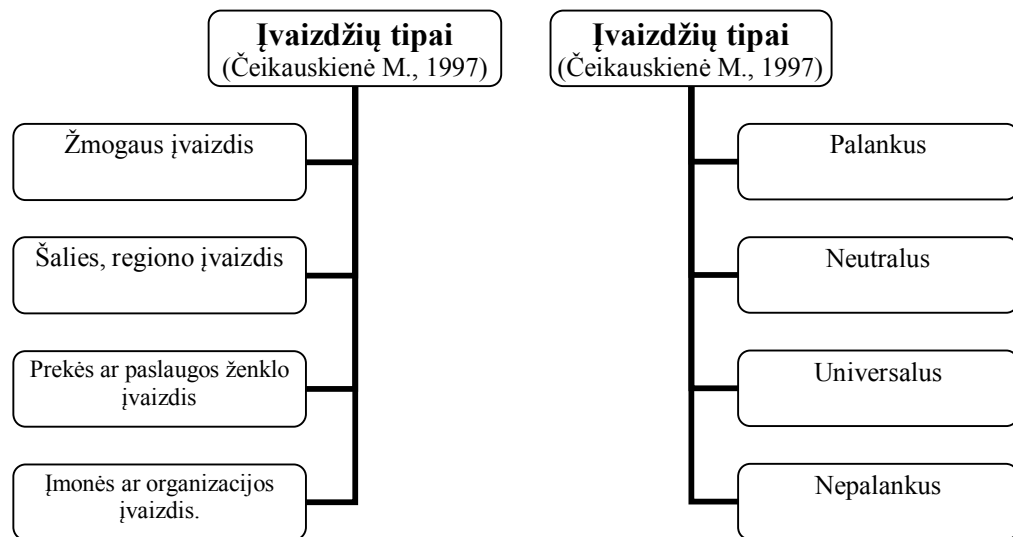 Įvaizdžių tipai
(Čeikauskienė M., 1997)
Žmogaus įvaizdis
Šalies, regiono įvaizdis
Prekės ar paslaugos ženklo
įvaizdis
Įmonės ar organizacijos
įvaizdis.
Įvaizdžių tipai
(Čeikauskienė M., 1997)
Palankus
Neutralus
Universalus
Nepalankus